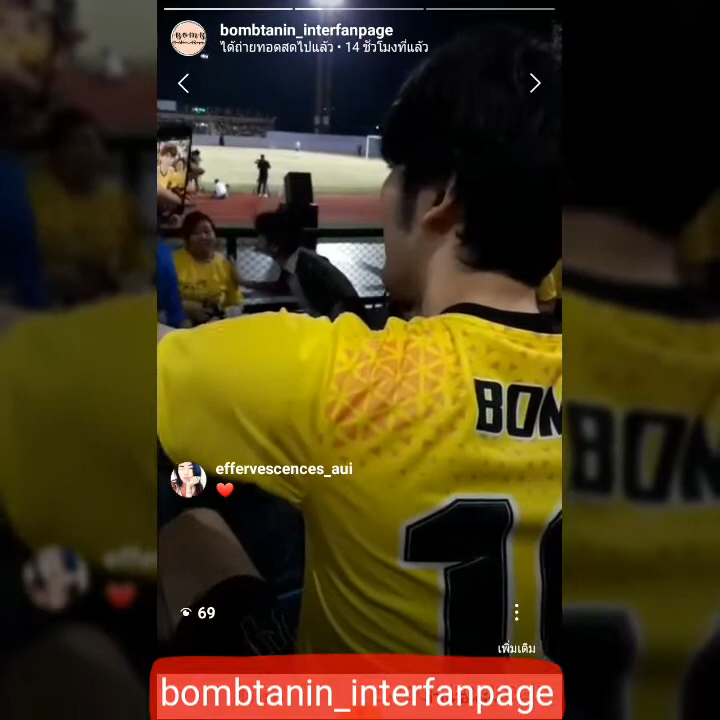 bombtanin_interfanpage
ได้ถ่ายทอดสดไปแล้ว • 14 ชั่วโมงที่แล้ว
BOM
effervescences_aui
❤️
1
69
เพิ่มเติม
bombtanin_interfanpage